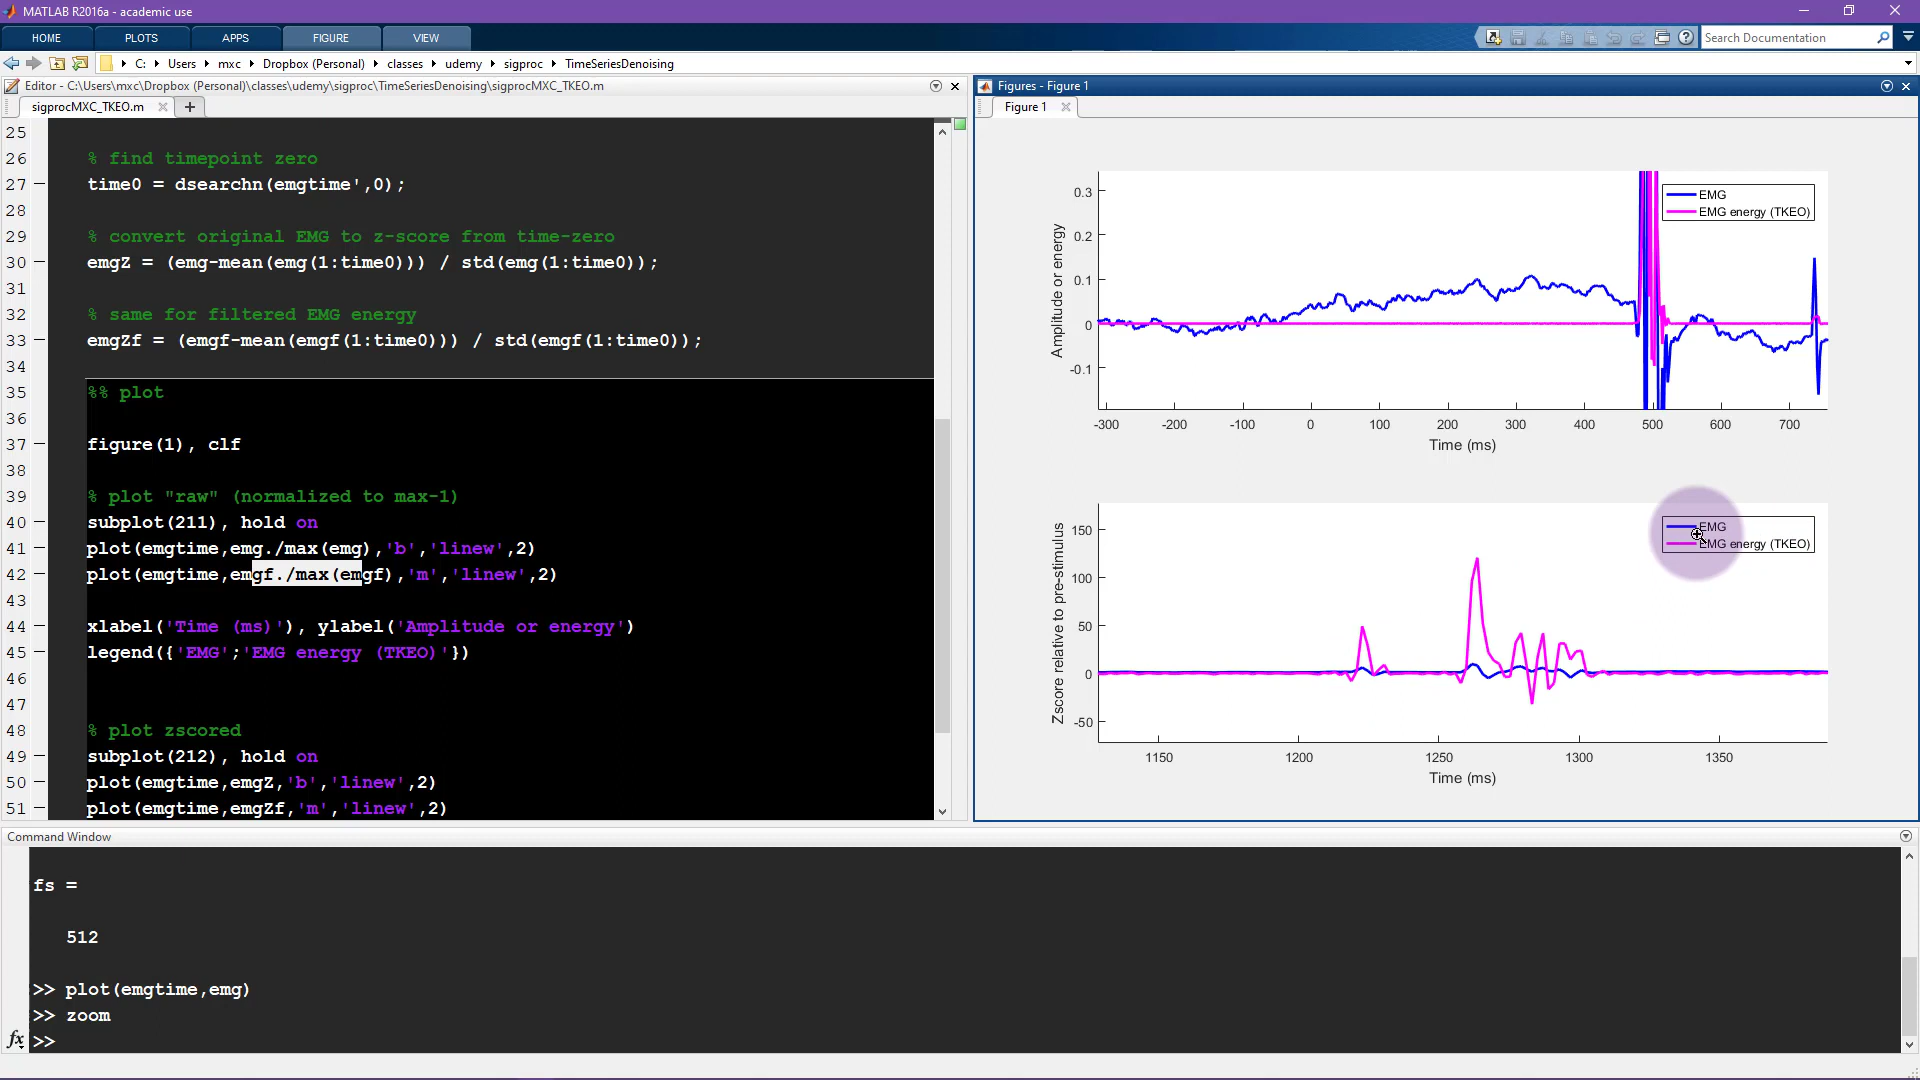 MATLAB R2016a - academic use
HOME PLOTS APPS FIGURE VIEW Search Documentation
C: Users mxc Dropbox (Personal) classes udemy sigproc TimeSeriesDenoising
Editor - C:\Users\mxc\Dropbox (Personal)\classes\udemy\sigproc\TimeSeriesDenoising\sigprocMXC_TKEO.m
sigprocMXC_TKEO.m
25
26 % find timepoint zero
27 time0 = dsearchn(emgtime',0);
28
29 % convert original EMG to z-score from time-zero
30 emgZ = (emg-mean(emg(1:time0))) / std(emg(1:time0));
31
32 % same for filtered EMG energy
33 emgZf = (emgf-mean(emgf(1:time0))) / std(emgf(1:time0));
34
35 %% plot
36
37 figure(1), clf
38
39 % plot "raw" (normalized to max-1)
40 subplot(211), hold on
41 plot(emgtime,emg./max(emg),'b','linew',2)
42 plot(emgtime,emgf./max(emgf),'m','linew',2)
43
44 xlabel('Time (ms)'), ylabel('Amplitude or energy')
45 legend({'EMG';'EMG energy (TKEO)'})
46
47
48 % plot zscored
49 subplot(212), hold on
50 plot(emgtime,emgZ,'b','linew',2)
51 plot(emgtime,emgZf,'m','linew',2)
Figures - Figure 1
Figure 1
0.3
0.2
0.1
0
-0.1
Amplitude or energy
EMG
EMG energy (TKEO)
-300 -200 -100 0 100 200 300 400 500 600 700
Time (ms)
150
100
50
0
-50
Zscore relative to pre-stimulus
EMG
EMG energy (TKEO)
1150 1200 1250 1300 1350
Time (ms)
Command Window
fs =
512
>> plot(emgtime,emg)
>> zoom
fx >>